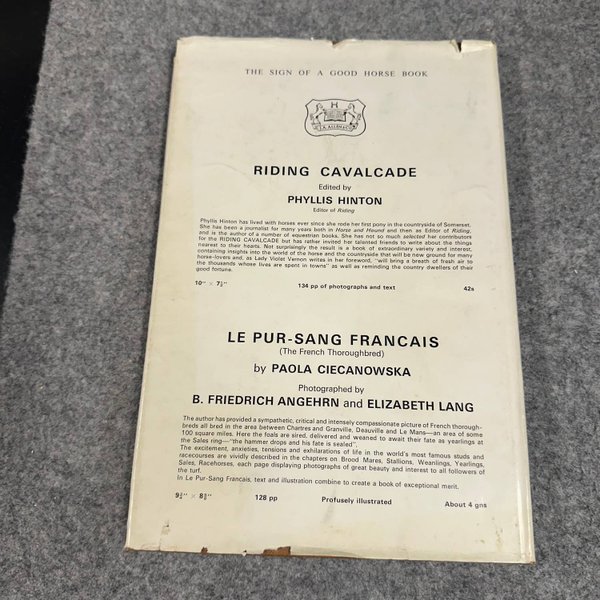 THE SIGN OF A GOOD HORSE BOOK
H
J. A. ALLEN & Co.
RIDING CAVALCADE
Edited by
PHYLLIS HINTON
Editor of Riding
Phyllis Hinton has lived with horses ever since she rode her first pony in the countryside of Somerset.
She has been a journalist for many years both in Horse and Hound and then as Editor of Riding,
and is the author of a number of equestrian books. She has not so much selected her contributors
for the RIDING CAVALCADE but has rather invited her talented friends to write about the things
nearest to their hearts. Not surprisingly the result is a book of extraordinary variety and interest,
containing insights into the world of the horse and the countryside that will be new ground for many
horse-lovers and, as Lady Violet Vernon writes in her foreword, "will bring a breath of fresh air to
the thousands whose lives are spent in towns" as well as reminding the country dwellers of their
good fortune.
10" × 7½" 134 pp of photographs and text 42s
LE PUR-SANG FRANCAIS
(The French Thoroughbred)
by PAOLA CIECANOWSKA
Photographed by
B. FRIEDRICH ANGEHRN and ELIZABETH LANG
The author has provided a sympathetic, critical and intensely compassionate picture of French thorough-
breds all bred in the area between Chartres and Granville, Deauville and Le Mans—an area of some
100 square miles. Here the foals are sired, delivered and weaned to await their fate as yearlings at
the Sales ring—"the hammer drops and his fate is sealed".
The excitement, anxieties, tensions and exhilarations of life in the world's most famous studs and
racecourses are vividly described in the chapters on Brood Mares, Stallions, Weanlings, Yearlings,
Sales, Racehorses, each page displaying photographs of great beauty and interest to all followers of
the turf.
In Le Pur-Sang Francais, text and illustration combine to create a book of exceptional merit.
128 pp Profusely illustrated About 4 gns